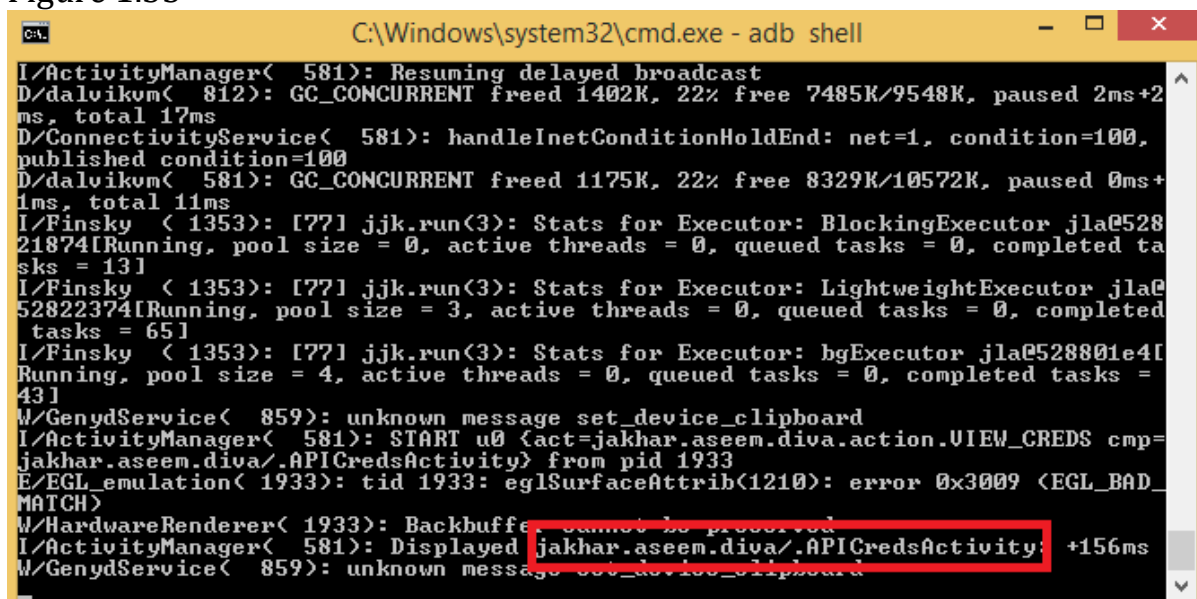 C:\Windows\system32\cmd.exe - adb shell
I/ActivityManager( 581): Resuming delayed broadcast
D/dalvikvm( 812): GC_CONCURRENT freed 1402K, 22% free 7485K/9548K, paused 2ms+2
ms, total 17ms
D/ConnectivityService( 581): handleInetConditionHoldEnd: net=1, condition=100,
published condition=100
D/dalvikvm( 581): GC_CONCURRENT freed 1175K, 22% free 8329K/10572K, paused 0ms+
1ms, total 11ms
I/Finsky ( 1353): [77] jjk.run(3): Stats for Executor: BlockingExecutor jla@528
21874[Running, pool size = 0, active threads = 0, queued tasks = 0, completed ta
sks = 13]
I/Finsky ( 1353): [77] jjk.run(3): Stats for Executor: LightweightExecutor jla@
52822374[Running, pool size = 3, active threads = 0, queued tasks = 0, completed
tasks = 65]
I/Finsky ( 1353): [77] jjk.run(3): Stats for Executor: bgExecutor jla@528801e4[
Running, pool size = 4, active threads = 0, queued tasks = 0, completed tasks =
43]
W/GenydService( 859): unknown message set_device_clipboard
I/ActivityManager( 581): START u0 {act=jakhar.aseem.diva.action.VIEW_CREDS cmp=
jakhar.aseem.diva/.APICredsActivity} from pid 1933
E/EGL_emulation( 1933): tid 1933: eglSurfaceAttrib(1210): error 0x3009 (EGL_BAD_
MATCH)
W/HardwareRenderer( 1933): Backbuffer cannot be preserved
I/ActivityManager( 581): Displayed jakhar.aseem.diva/.APICredsActivity: +156ms
W/GenydService( 859): unknown message set_device_clipboard